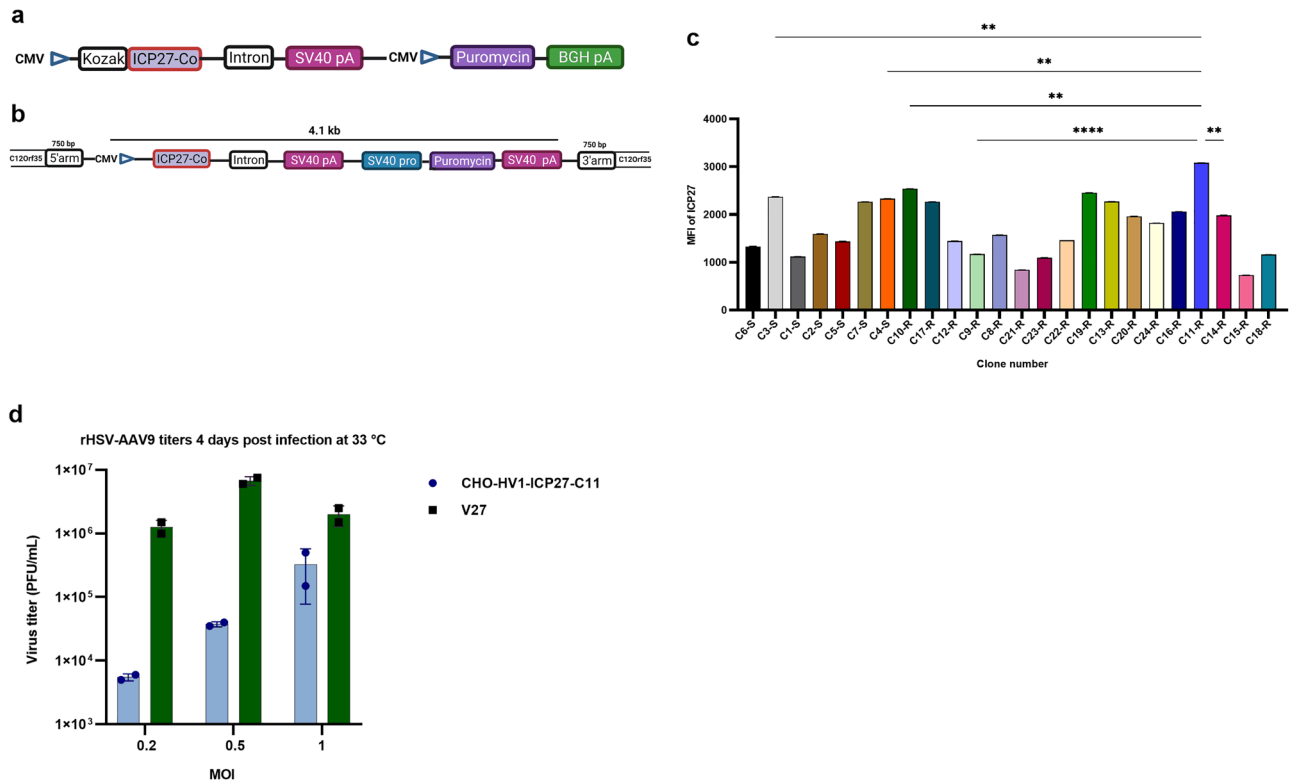 a
CMV Kozak ICP27-Co Intron SV40 pA CMV Puromycin BGH pA
b
4.1 kb
750 bp 750 bp
C12Orf35 5'arm CMV ICP27-Co Intron SV40 pA SV40 pro Puromycin SV40 pA 3'arm C12Orf35
c
**
**
**
**** **
4000
3000
2000
1000
0
MFI of ICP27
C6-S C3-S C1-S C2-S C5-S C7-S C4-S C10-R C17-R C12-R C9-R C8-R C21-R C23-R C22-R C19-R C13-R C20-R C24-R C16-R C11-R C14-R C15-R C18-R
Clone number
d
rHSV-AAV9 titers 4 days post infection at 33 °C
1×10⁷
1×10⁶
1×10⁵
1×10⁴
1×10³
Virus titer (PFU/mL)
0.2 0.5 1
MOI
CHO-HV1-ICP27-C11
V27